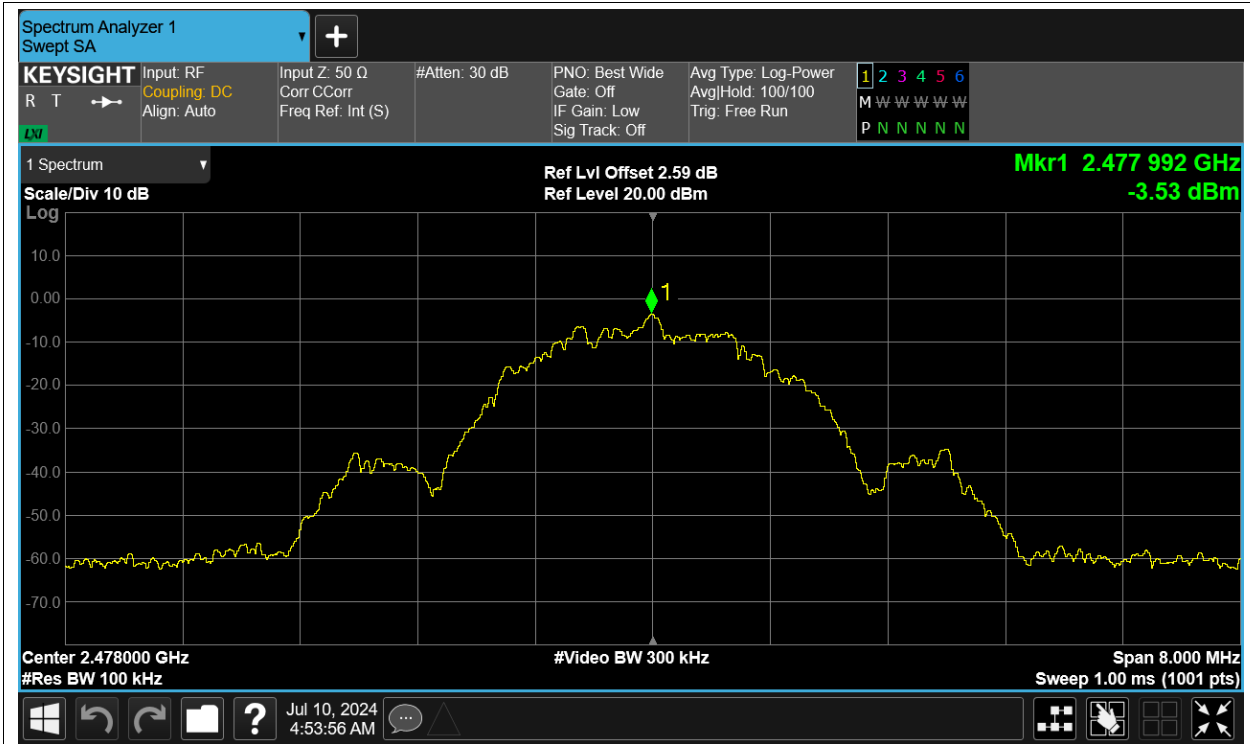 Spectrum Analyzer 1
Swept SA
+
KEYSIGHT
R T
LXI
Input: RF
Coupling: DC
Align: Auto
Input Z: 50 Ω
Corr CCorr
Freq Ref: Int (S)
#Atten: 30 dB
PNO: Best Wide
Gate: Off
IF Gain: Low
Sig Track: Off
Avg Type: Log-Power
Avg|Hold: 100/100
Trig: Free Run
1 2 3 4 5 6
M W W W W W
P N N N N N
1 Spectrum
Scale/Div 10 dB
Log
Ref Lvl Offset 2.59 dB
Ref Level 20.00 dBm
Mkr1 2.477 992 GHz
-3.53 dBm
1
10.0
0.00
-10.0
-20.0
-30.0
-40.0
-50.0
-60.0
-70.0
Center 2.478000 GHz
#Res BW 100 kHz
#Video BW 300 kHz
Span 8.000 MHz
Sweep 1.00 ms (1001 pts)
?
Jul 10, 2024
4:53:56 AM